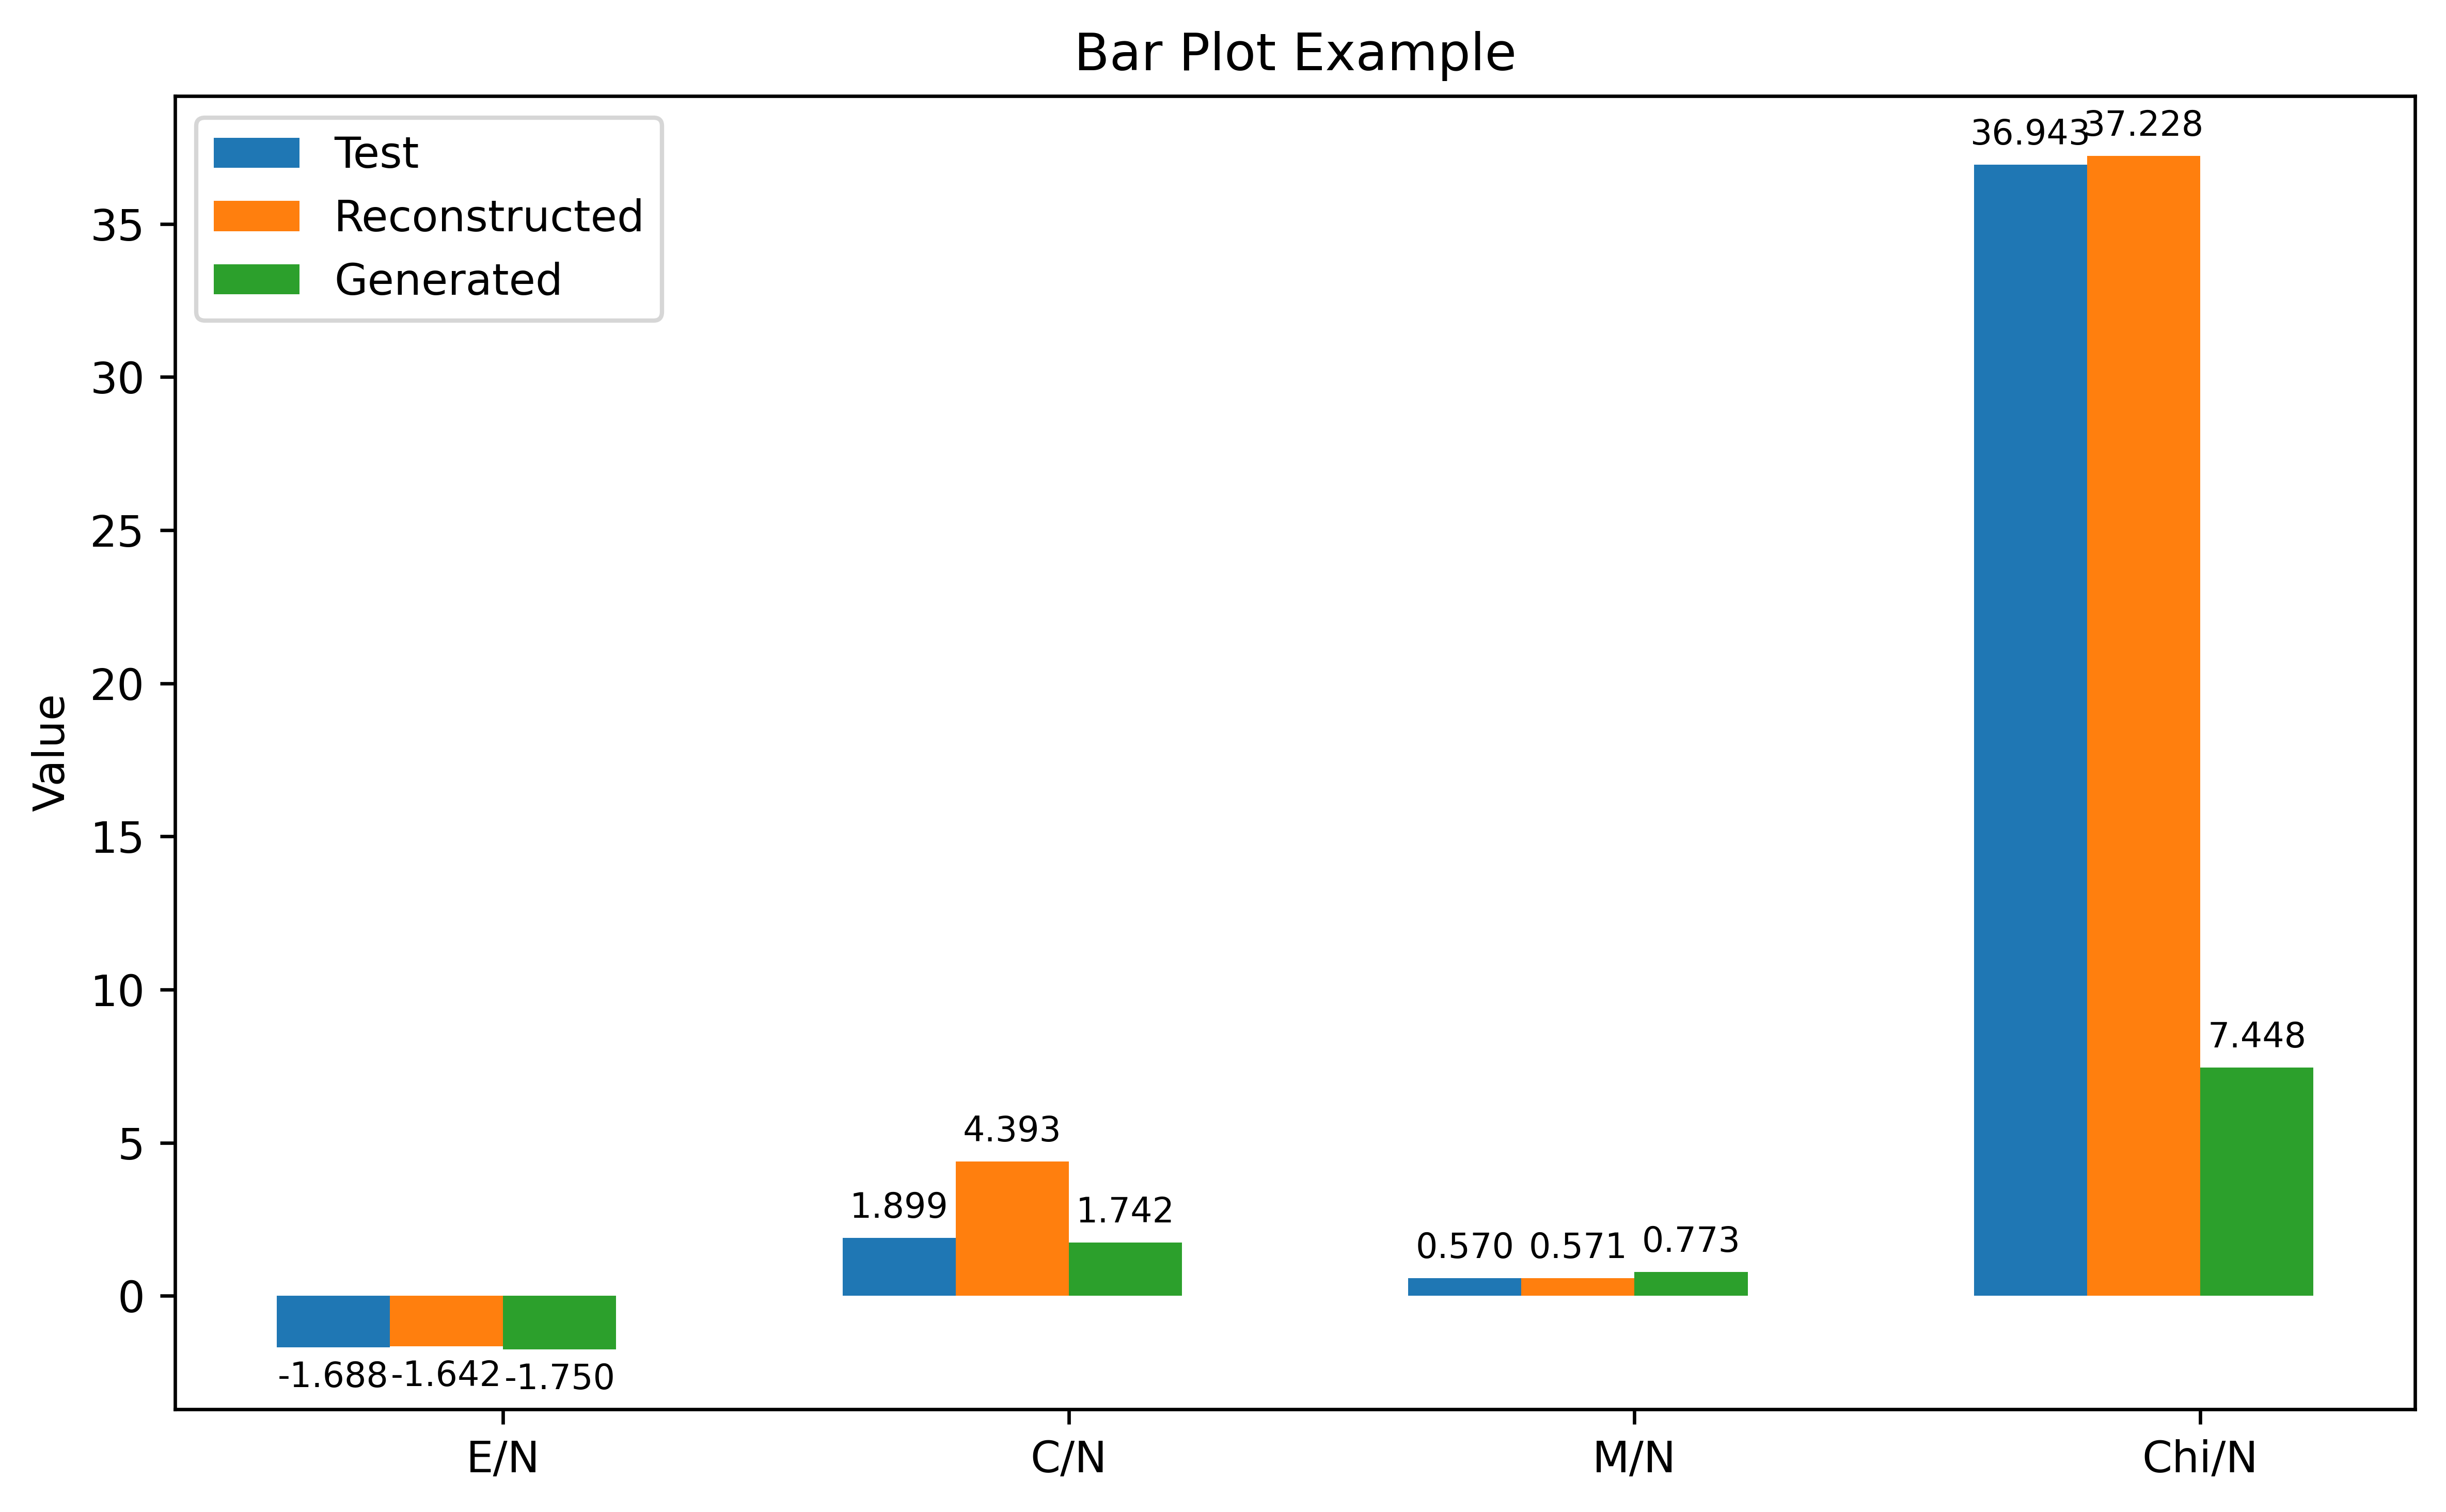 Bar Plot Example
Test
Reconstructed
Generated
Value
35
30
25
20
15
10
5
0
36.943
37.228
7.448
4.393
1.899
1.742
0.570
0.571
0.773
-1.688
-1.642
-1.750
E/N
C/N
M/N
Chi/N